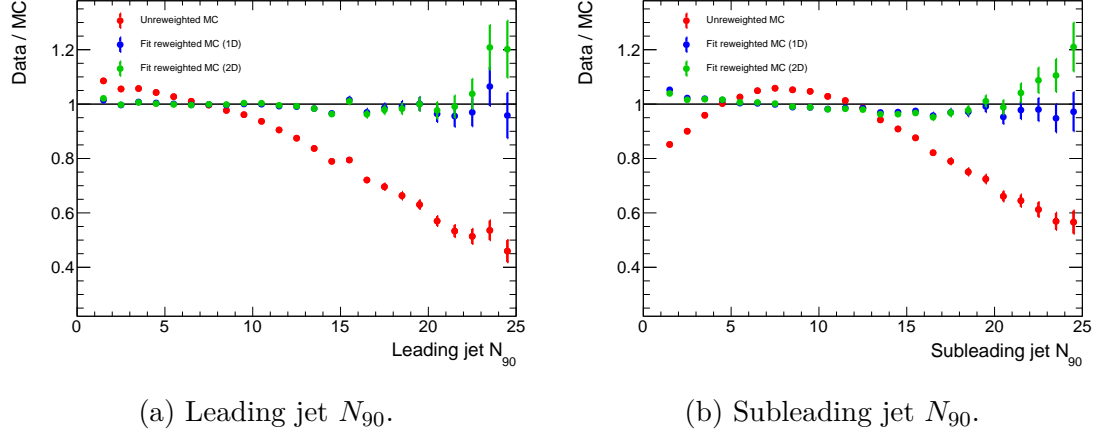 Data / MC
Unreweighted MC
Fit reweighted MC (1D)
Fit reweighted MC (2D)
1.2
1
0.8
0.6
0.4
0 5 10 15 20 25
Leading jet N90
(a) Leading jet N90.
Data / MC
Unreweighted MC
Fit reweighted MC (1D)
Fit reweighted MC (2D)
1.2
1
0.8
0.6
0.4
0 5 10 15 20 25
Subleading jet N90
(b) Subleading jet N90.